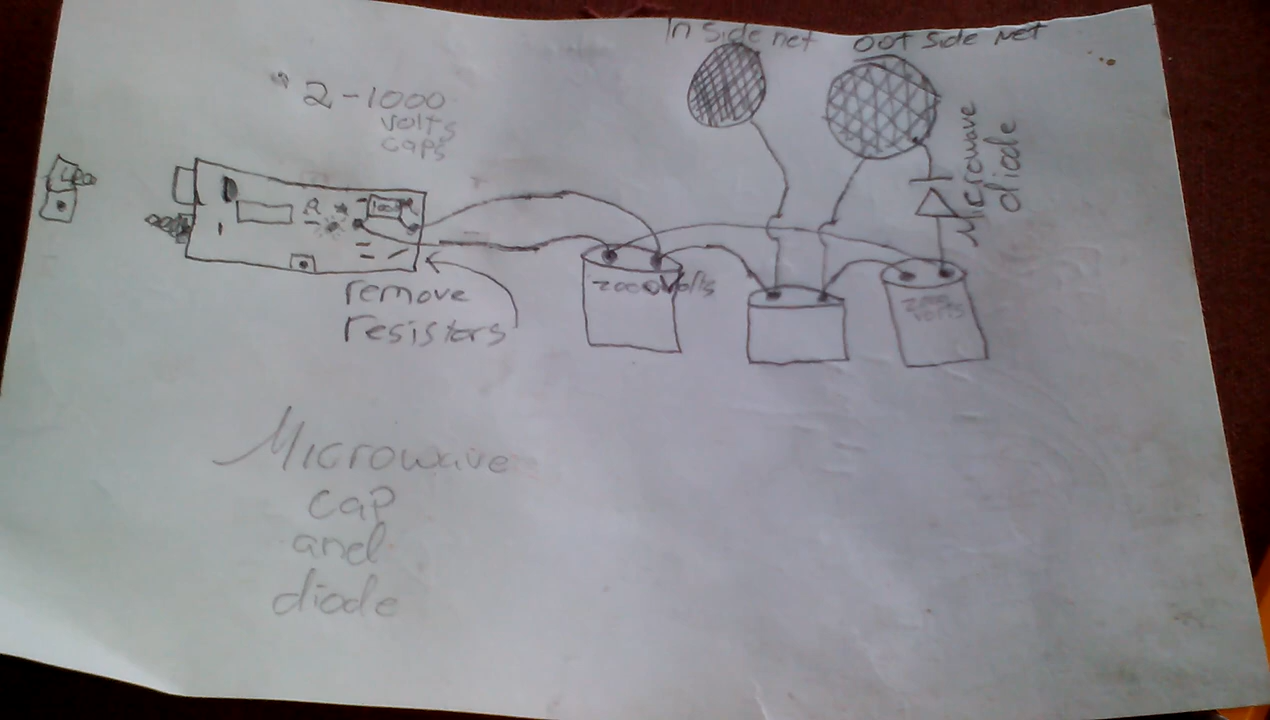 In side net
oot side net
" 2-1000
volts
caps
Microwave
diode
R
2000volts
2000
volts
remove
resistors
Microwave
cap
and
diode